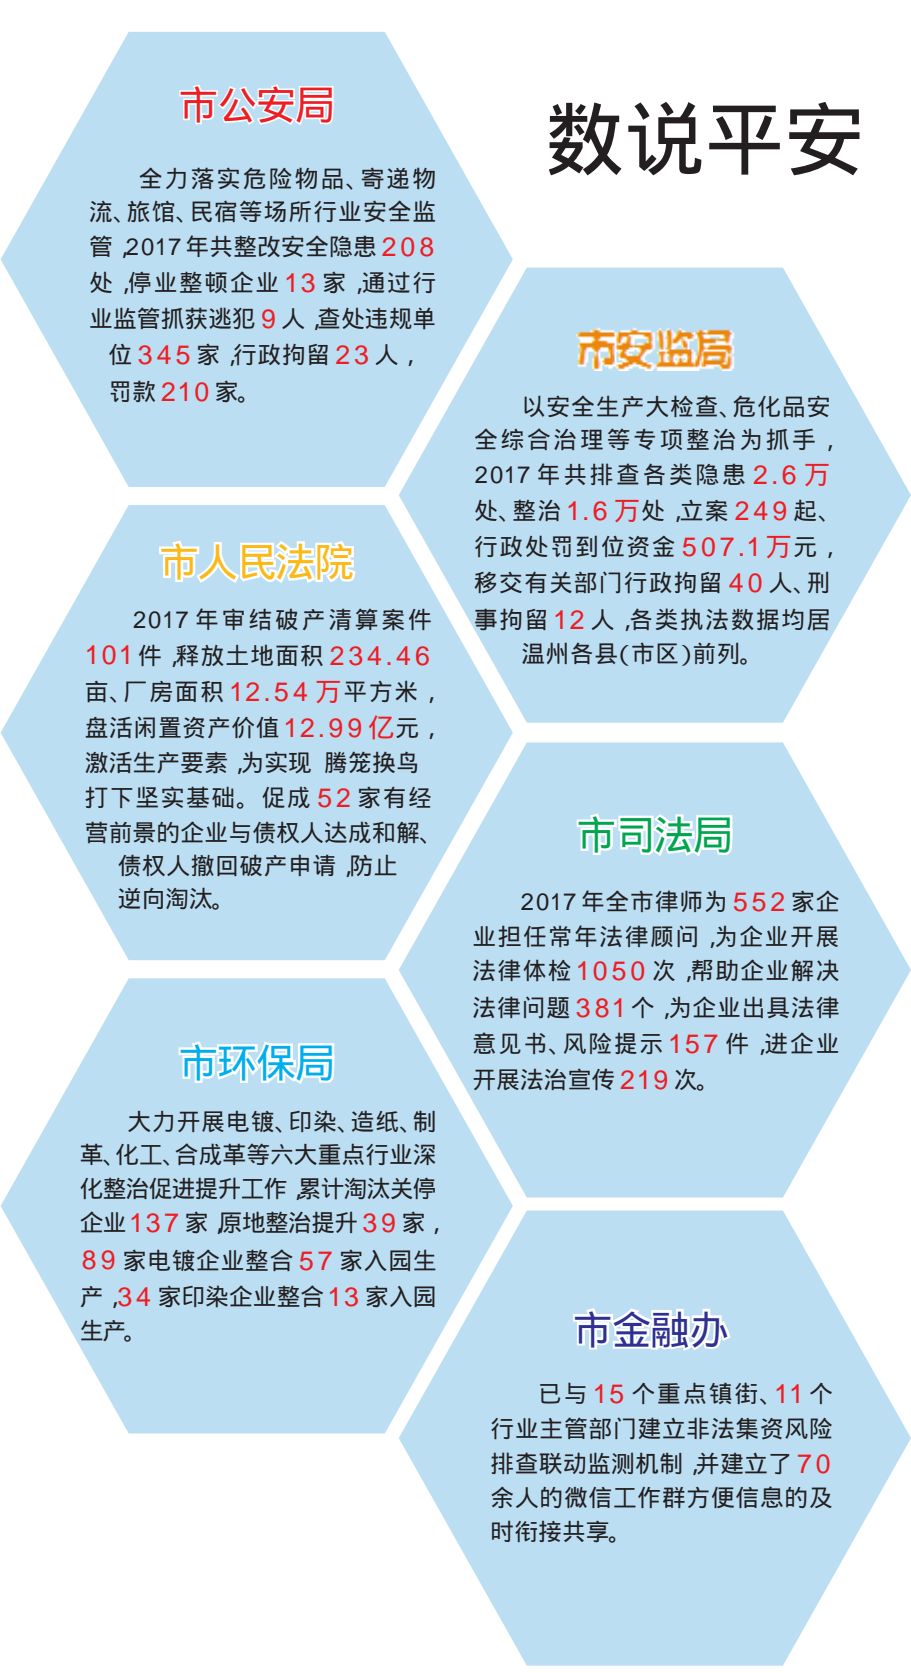 数说平安
市公安局
全力落实危险物品、寄递物
流、旅馆、民宿等场所行业安全监
管,2017年共整改安全隐患208
处,停业整顿企业13家,通过行
业监管抓获逃犯9人,查处违规单
位345家,行政拘留23人,
罚款210家。
市安监局
以安全生产大检查、危化品安
全综合治理等专项整治为抓手,
2017年共排查各类隐患2.6万
处、整治1.6万处,立案249起、
行政处罚到位资金507.1万元,
移交有关部门行政拘留40人、刑
事拘留12人,各类执法数据均居
温州各县(市区)前列。
市人民法院
2017年审结破产清算案件
101件,释放土地面积234.46
亩、厂房面积12.54万平方米,
盘活闲置资产价值12.99亿元,
激活生产要素,为实现 腾笼换鸟
打下坚实基础。促成52家有经
营前景的企业与债权人达成和解、
债权人撤回破产申请,防止
逆向淘汰。
市司法局
2017年全市律师为552家企
业担任常年法律顾问,为企业开展
法律体检1050次,帮助企业解决
法律问题381个,为企业出具法律
意见书、风险提示157件,进企业
开展法治宣传219次。
市环保局
大力开展电镀、印染、造纸、制
革、化工、合成革等六大重点行业深
化整治促进提升工作,累计淘汰关停
企业137家,原地整治提升39家,
89家电镀企业整合57家入园生
产,34家印染企业整合13家入园
生产。
市金融办
已与15个重点镇街、11个
行业主管部门建立非法集资风险
排查联动监测机制,并建立了70
余人的微信工作群方便信息的及
时衔接共享。